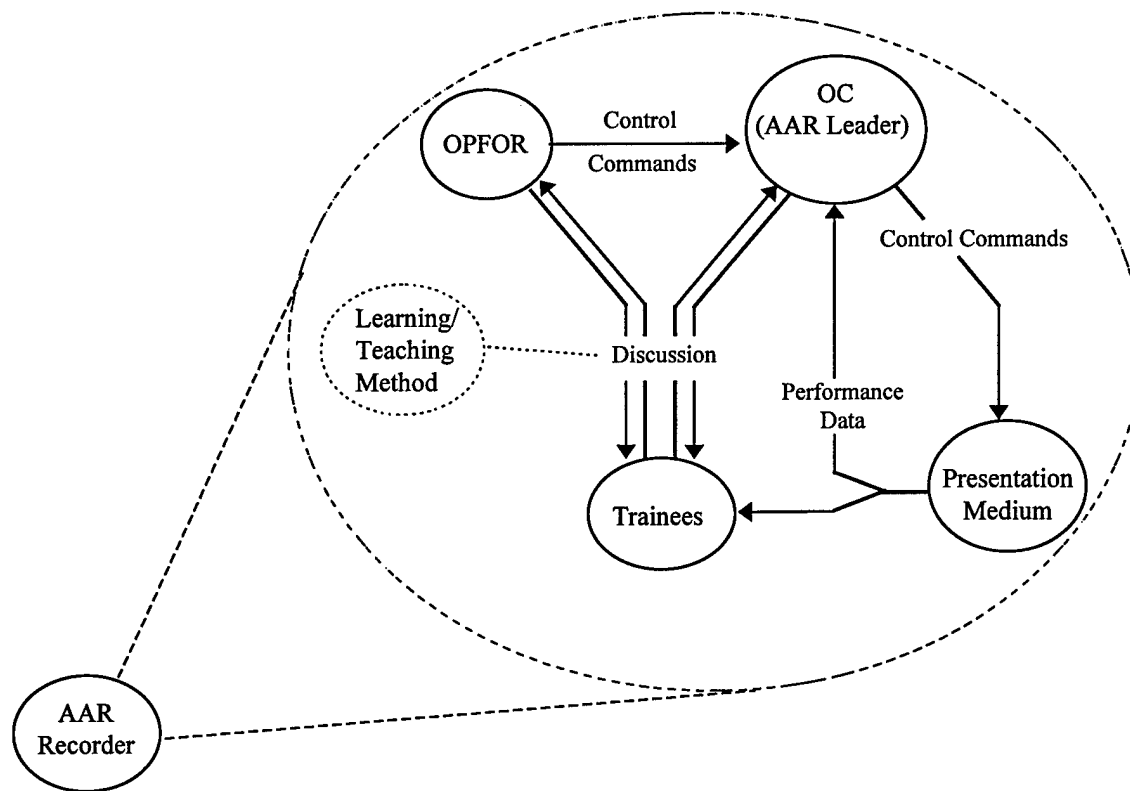 OC
(AAR Leader)
OPFOR
Control
Commands
Control Commands
Learning/
Teaching
Method
Discussion
Performance
Data
Presentation
Medium
Trainees
AAR
Recorder